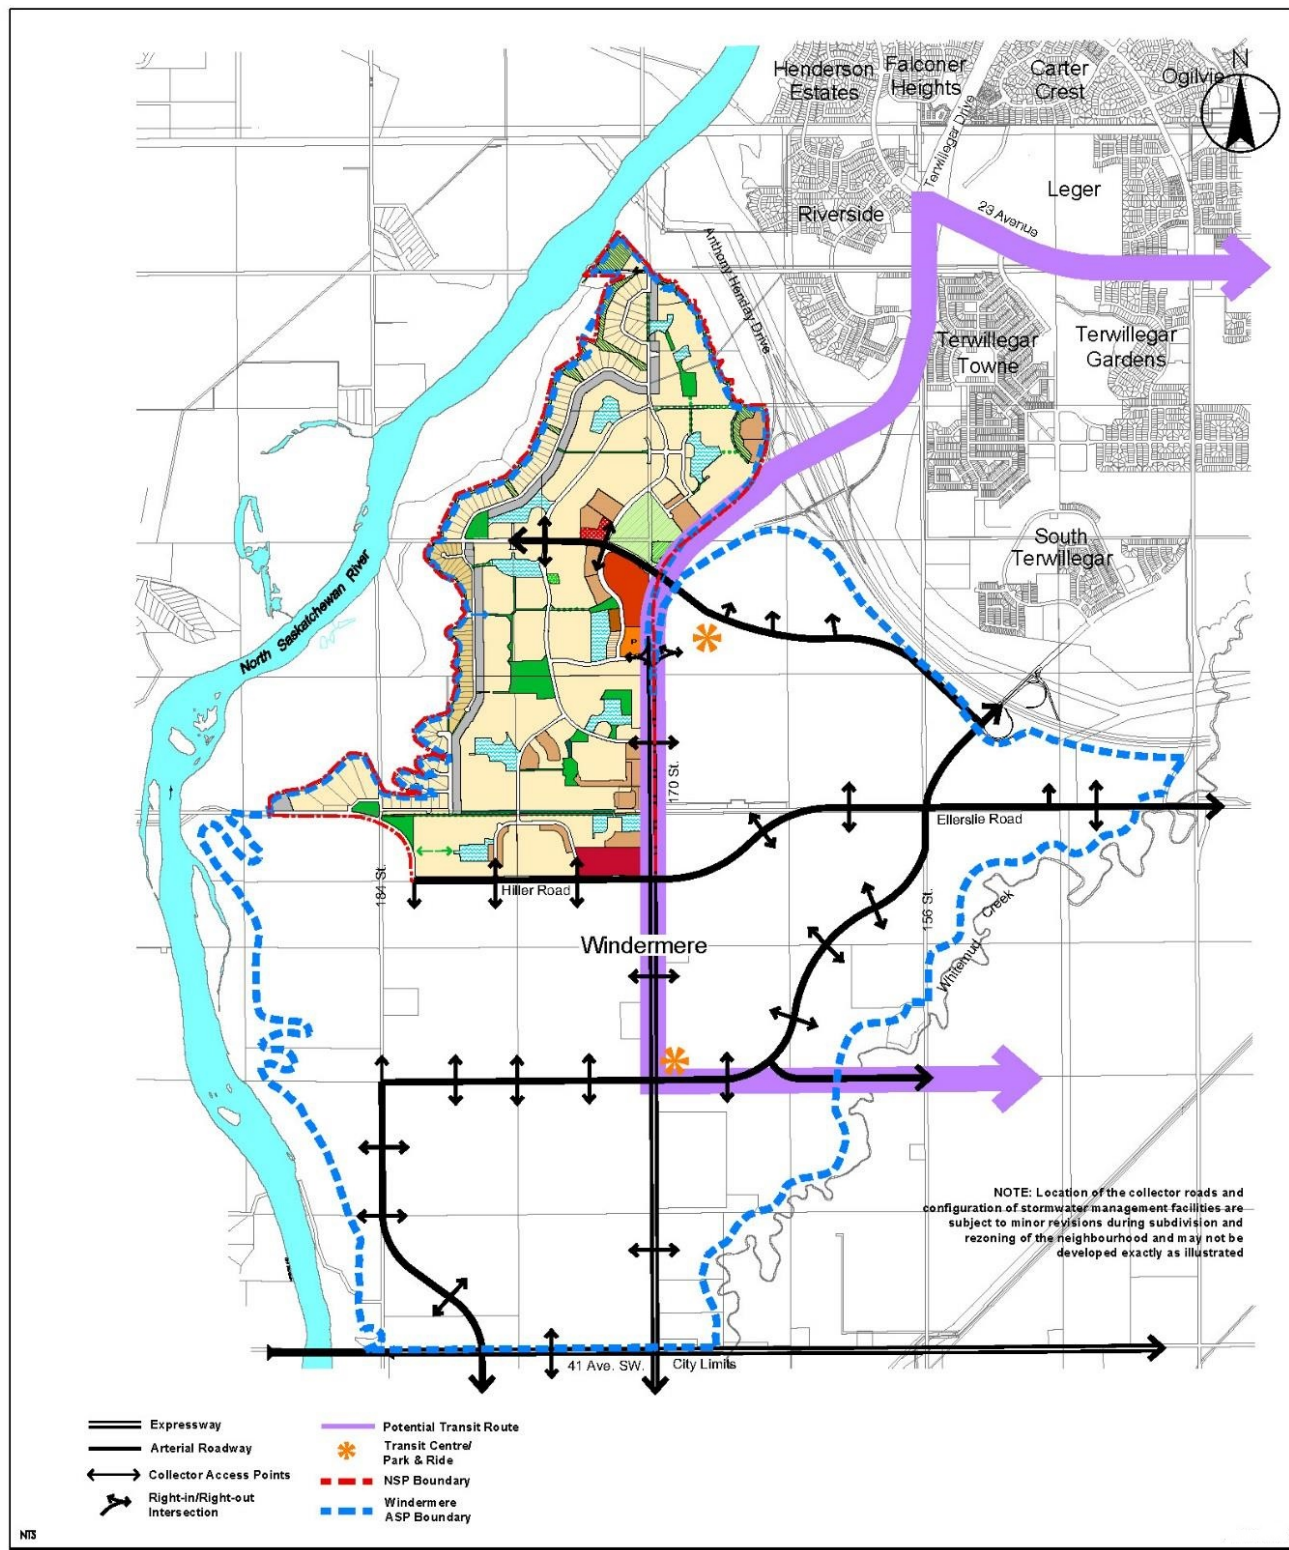 Henderson
Estates
Falconer
Heights
Carter
Crest
Ogilvie
N
Terwillegar Drive
Leger
Riverside
23 Avenue
Anthony Henday Drive
Terwillegar
Towne
Terwillegar
Gardens
South
Terwillegar
North Saskatchewan River
P
170 St.
Ellerslie Road
184 St.
Hiller Road
156 St.
Whitemud Creek
Windermere
NOTE: Location of the collector roads and
configuration of stormwater management facilities are
subject to minor revisions during subdivision and
rezoning of the neighbourhood and may not be
developed exactly as illustrated
41 Ave. SW.
City Limits
Expressway
Arterial Roadway
Collector Access Points
Right-in/Right-out
Intersection
Potential Transit Route
Transit Centre/
Park & Ride
NSP Boundary
Windermere
ASP Boundary
NTS